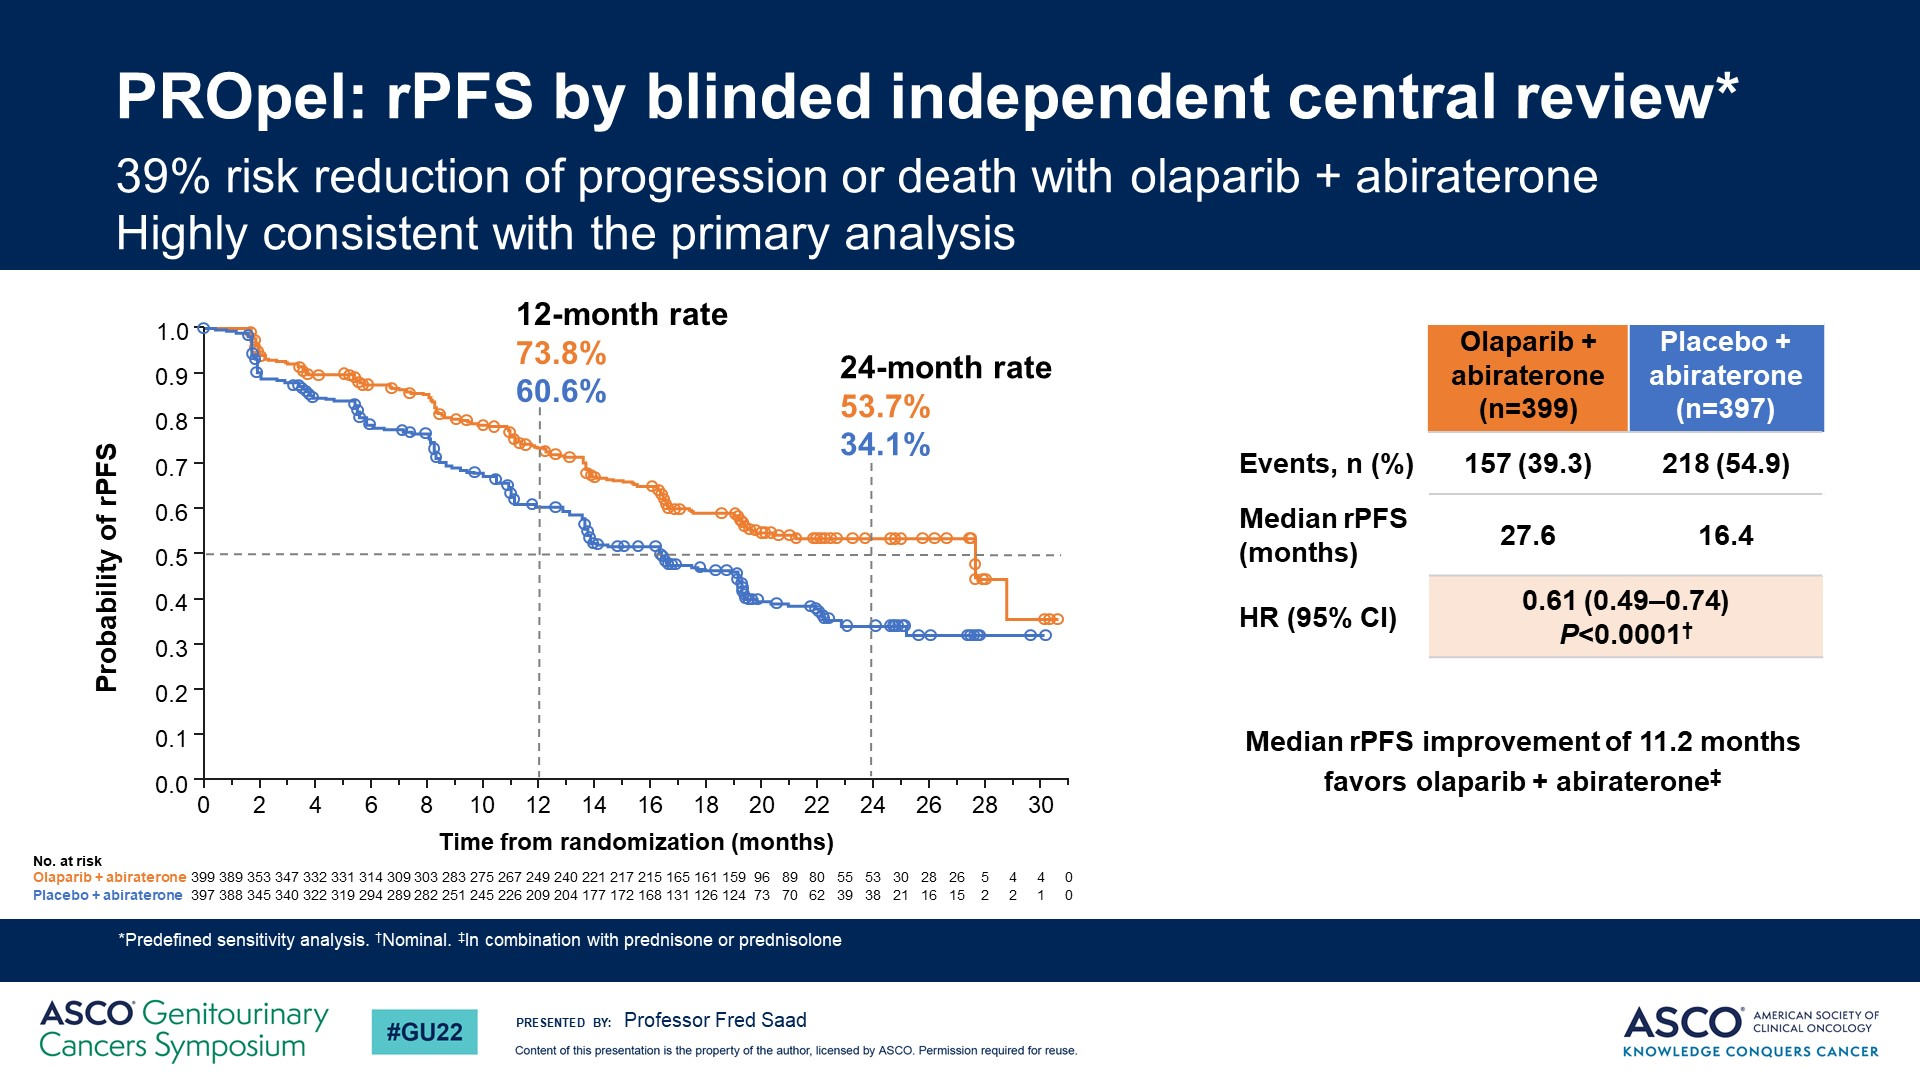 PROpel: rPFS by blinded independent central review*
39% risk reduction of progression or death with olaparib + abiraterone
Highly consistent with the primary analysis
12-month rate
73.8%
60.6%
24-month rate
53.7%
34.1%
Probability of rPFS
1.0
0.9
0.8
0.7
0.6
0.5
0.4
0.3
0.2
0.1
0.0
0 2 4 6 8 10 12 14 16 18 20 22 24 26 28 30
Time from randomization (months)
No. at risk
Olaparib + abiraterone 399 389 353 347 332 331 314 309 303 283 275 267 249 240 221 217 215 165 161 159 96 89 80 55 53 30 28 26 5 4 4 0
Placebo + abiraterone 397 388 345 340 322 319 294 289 282 251 245 226 209 204 177 172 168 131 126 124 73 70 62 39 38 21 16 15 2 2 1 0
Olaparib +
abiraterone
(n=399)
Placebo +
abiraterone
(n=397)
Events, n (%) 157 (39.3) 218 (54.9)
Median rPFS
(months)
27.6 16.4
HR (95% CI)
0.61 (0.49–0.74)
P<0.0001†
Median rPFS improvement of 11.2 months
favors olaparib + abiraterone‡
*Predefined sensitivity analysis. †Nominal. ‡In combination with prednisone or prednisolone
ASCO® Genitourinary
Cancers Symposium
#GU22
PRESENTED BY: Professor Fred Saad
Content of this presentation is the property of the author, licensed by ASCO. Permission required for reuse.
ASCO® AMERICAN SOCIETY OF
CLINICAL ONCOLOGY
KNOWLEDGE CONQUERS CANCER